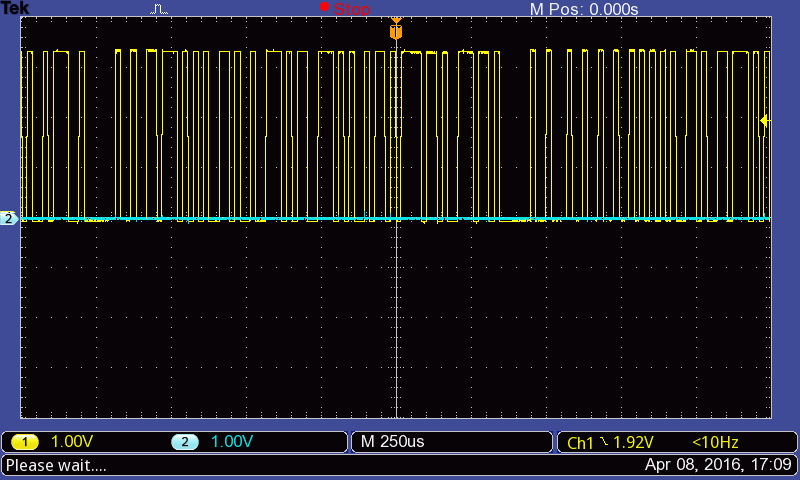 Tek Stop M Pos: 0.000s
T
2
1 1.00V 2 1.00V M 250us Ch1 1.92V <10Hz
Please wait.... Apr 08, 2016, 17:09